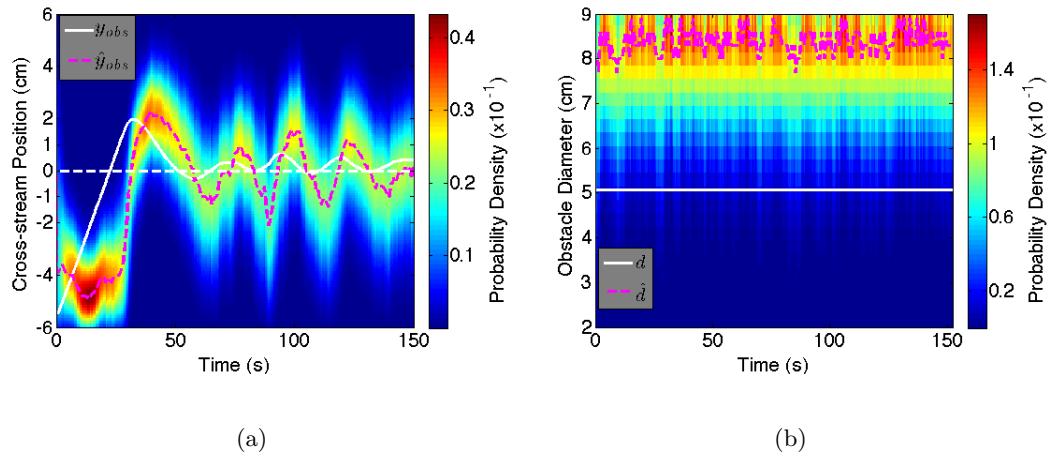 6
4
2
1
0
-1
-2
-4
-6
0
50
100
150
Cross-stream Position (cm)
Time (s)
y_obs
ŷ_obs
0.4
0.3
0.2
0.1
Probability Density (x10⁻¹)
(a)
9
8
7
6
5
4
3
2
0
50
100
150
Obstacle Diameter (cm)
Time (s)
d
d̂
1.4
1
0.6
0.2
Probability Density (x10⁻¹)
(b)